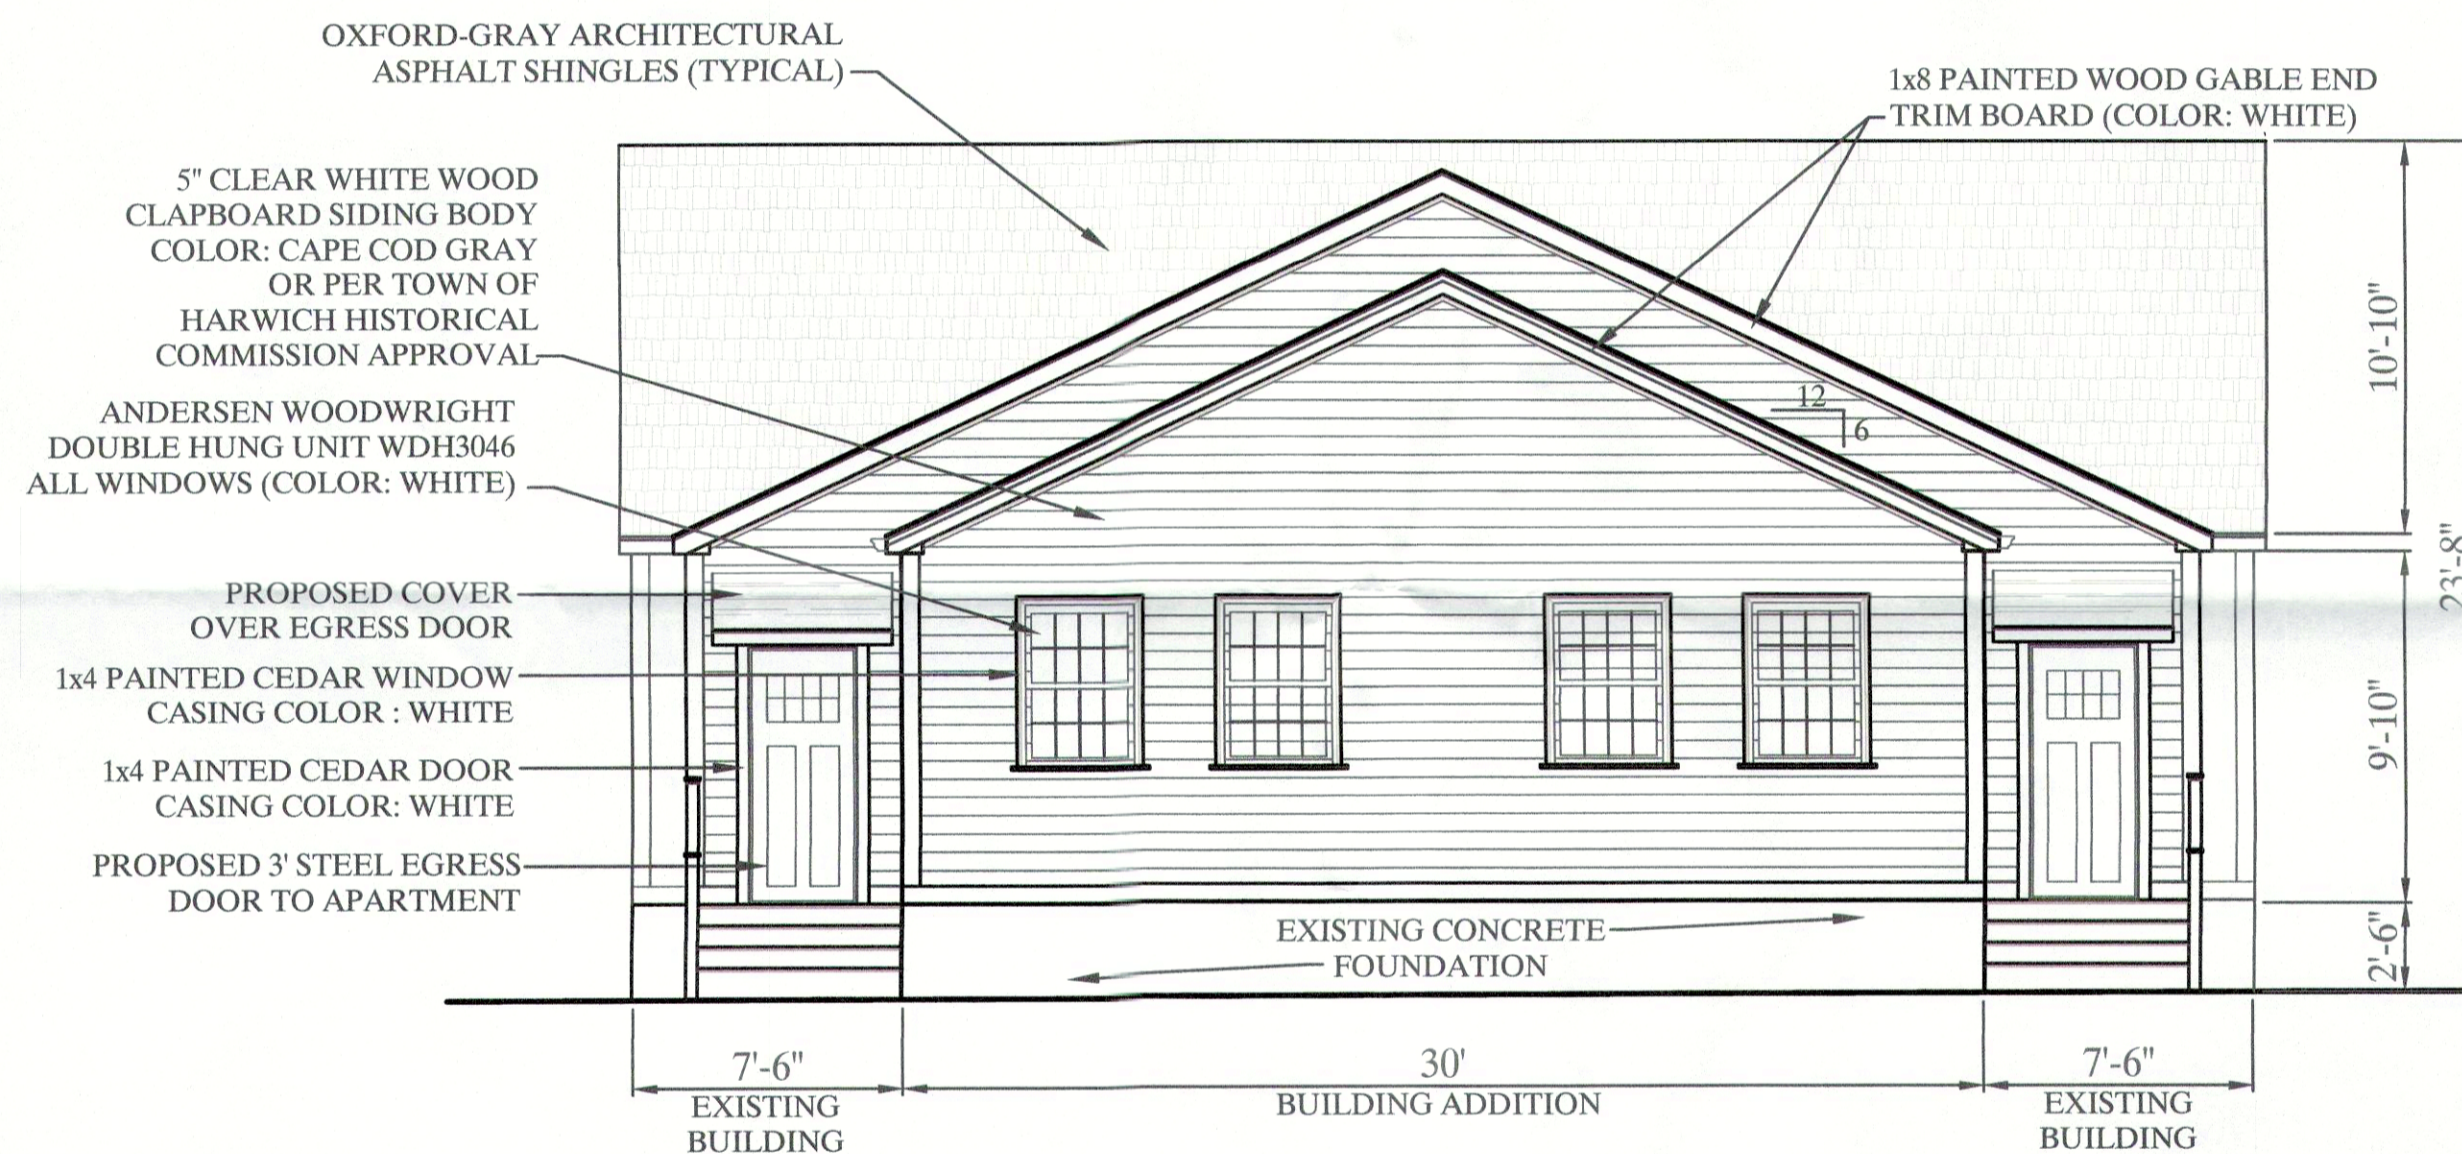 OXFORD-GRAY ARCHITECTURAL
ASPHALT SHINGLES (TYPICAL)
1x8 PAINTED WOOD GABLE END
TRIM BOARD (COLOR: WHITE)
5" CLEAR WHITE WOOD
CLAPBOARD SIDING BODY
COLOR: CAPE COD GRAY
OR PER TOWN OF
HARWICH HISTORICAL
COMMISSION APPROVAL
ANDERSEN WOODWRIGHT
DOUBLE HUNG UNIT WDH3046
ALL WINDOWS (COLOR: WHITE)
PROPOSED COVER
OVER EGRESS DOOR
1x4 PAINTED CEDAR WINDOW
CASING COLOR : WHITE
1x4 PAINTED CEDAR DOOR
CASING COLOR: WHITE
PROPOSED 3' STEEL EGRESS
DOOR TO APARTMENT
12
6
10'-10"
23'-8"
9'-10"
2'-6"
EXISTING CONCRETE
FOUNDATION
7'-6"
EXISTING
BUILDING
30'
BUILDING ADDITION
7'-6"
EXISTING
BUILDING